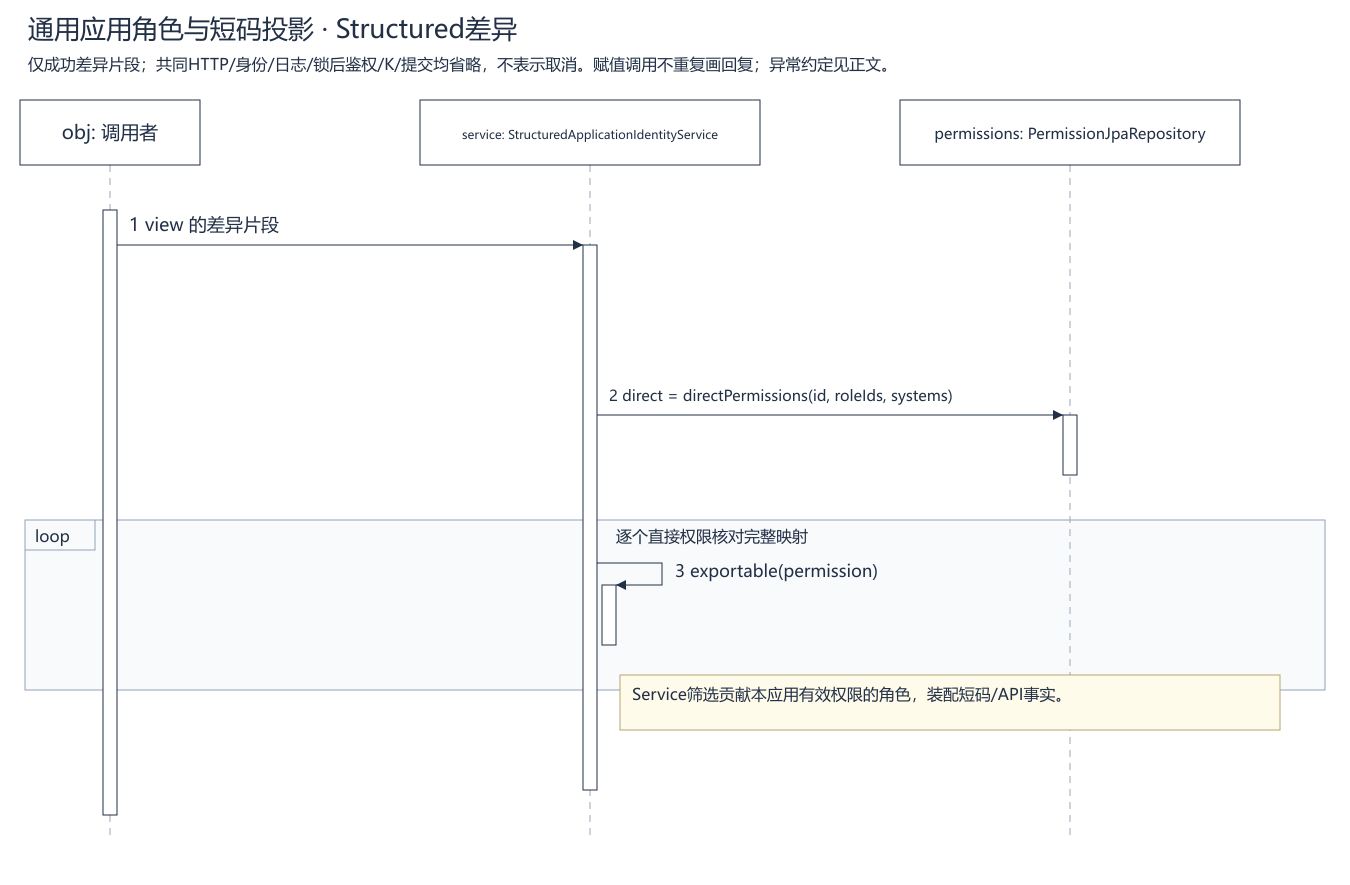 通用应用角色与短码投影 · Structured差异
仅成功差异片段；共同HTTP/身份/日志/锁后鉴权/K/提交均省略，不表示取消。赋值调用不重复画回复；异常约定见正文。
obj: 调用者
service: StructuredApplicationIdentityService
permissions: PermissionJpaRepository
1 view 的差异片段
2 direct = directPermissions(id, roleIds, systems)
loop
逐个直接权限核对完整映射
3 exportable(permission)
Service筛选贡献本应用有效权限的角色，装配短码/API事实。